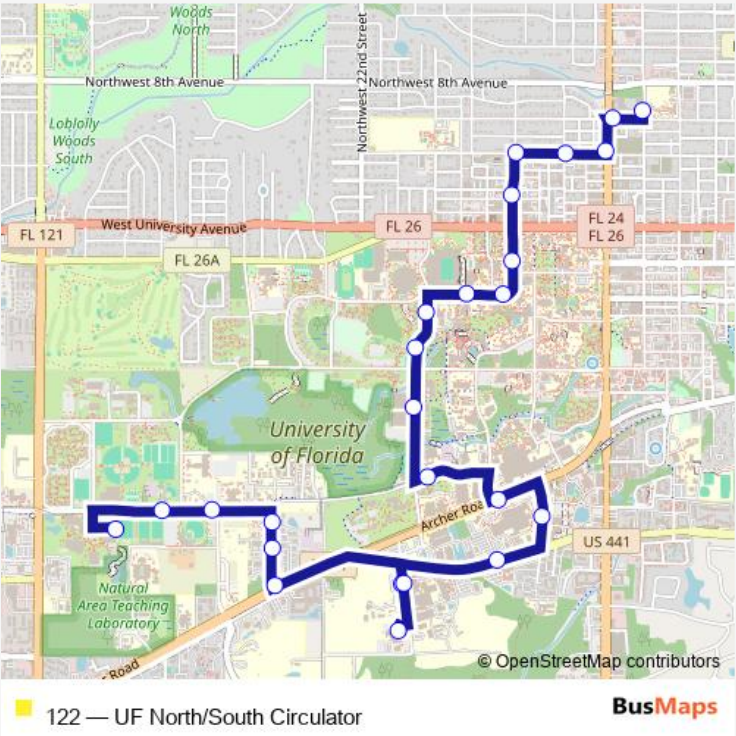 Woods
North
Northwest 8th Avenue
Northwest 22nd Street
Northwest 8th Avenue
Loblolly
Woods
South
FL 121
West University Avenue
FL 26
FL 24
FL 26
FL 26A
University
of Florida
Archer Roa
US 441
Natural
Area Teaching
Laboratory
Road
© OpenStreetMap contributors
122 — UF North/South Circulator
BusMaps